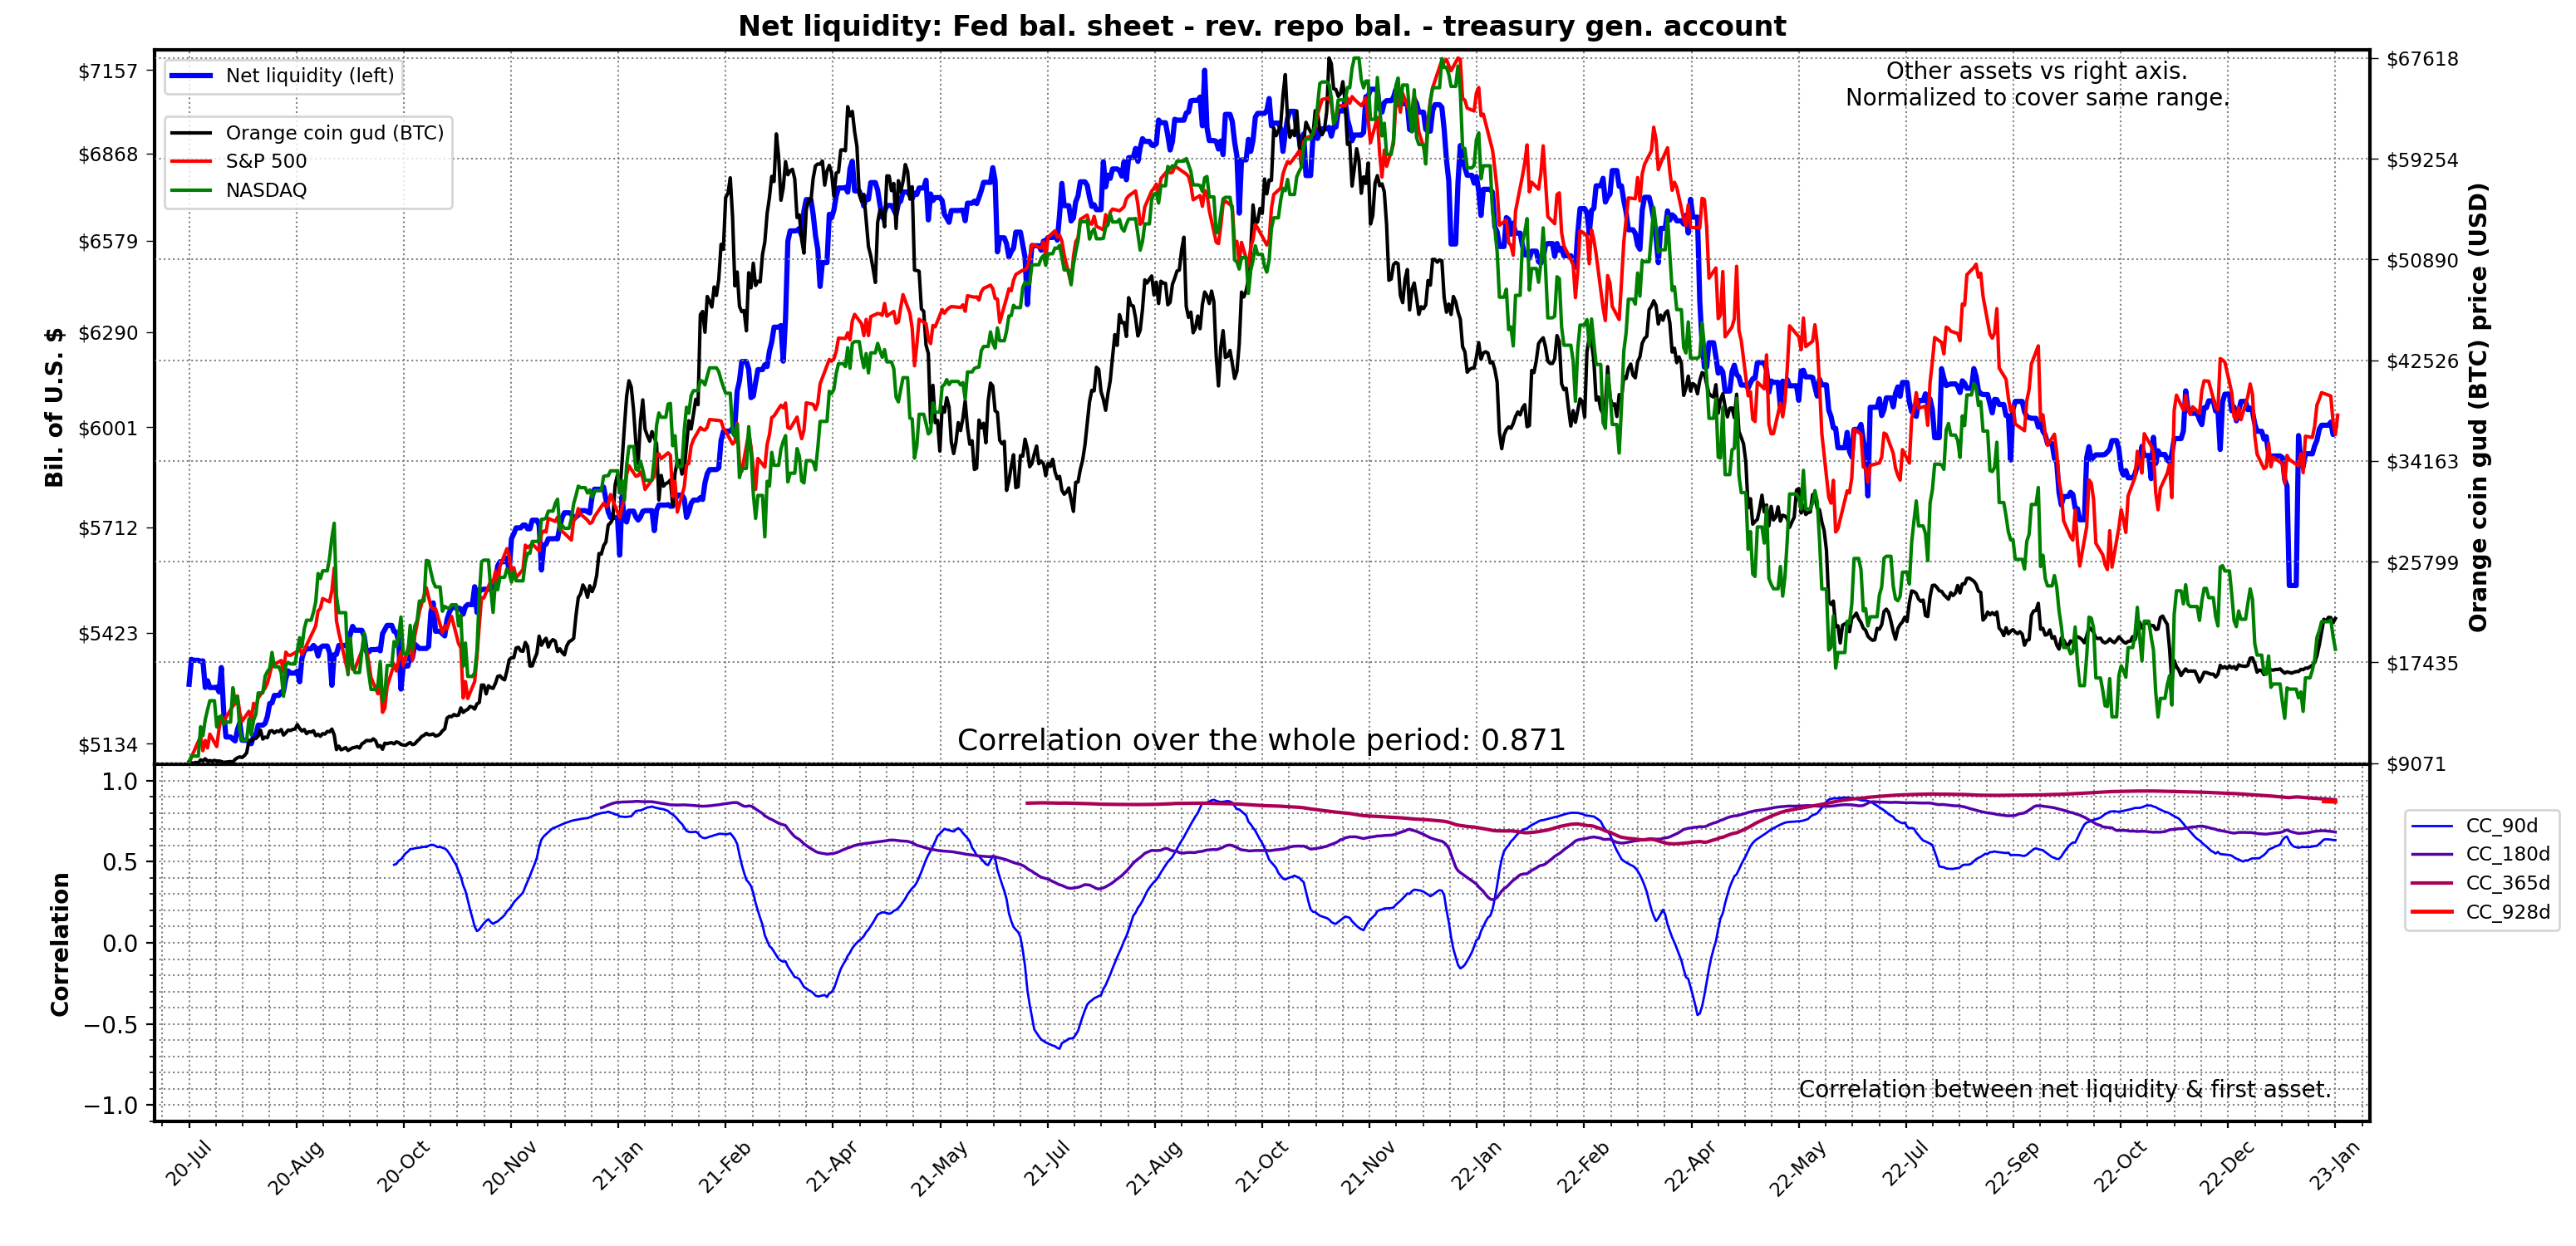 Net liquidity: Fed bal. sheet - rev. repo bal. - treasury gen. account
Net liquidity (left)
Orange coin gud (BTC)
S&P 500
NASDAQ
Other assets vs right axis.
Normalized to cover same range.
Bil. of U.S. $
$7157
$6868
$6579
$6290
$6001
$5712
$5423
$5134
Orange coin gud (BTC) price (USD)
$67618
$59254
$50890
$42526
$34163
$25799
$17435
$9071
Correlation over the whole period: 0.871
Correlation
1.0
0.5
0.0
−0.5
−1.0
CC_90d
CC_180d
CC_365d
CC_928d
Correlation between net liquidity & first asset.
20-Jul
20-Aug
20-Oct
20-Nov
21-Jan
21-Feb
21-Apr
21-May
21-Jul
21-Aug
21-Oct
21-Nov
22-Jan
22-Feb
22-Apr
22-May
22-Jul
22-Sep
22-Oct
22-Dec
23-Jan